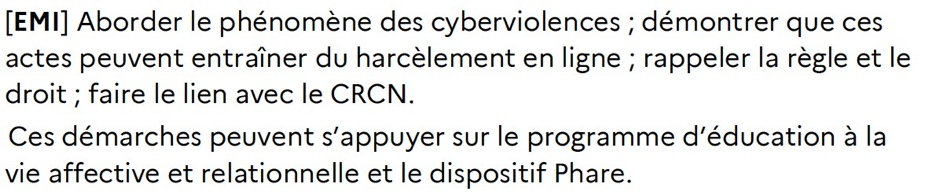 [EMI] Aborder le phénomène des cyberviolences ; démontrer que ces
actes peuvent entraîner du harcèlement en ligne ; rappeler la règle et le
droit ; faire le lien avec le CRCN.
Ces démarches peuvent s’appuyer sur le programme d’éducation à la
vie affective et relationnelle et le dispositif Phare.